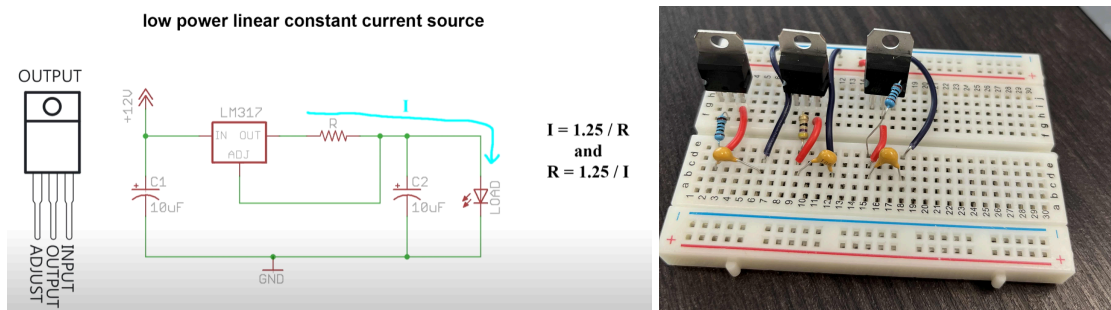 low power linear constant current source
OUTPUT
ADJUST
OUTPUT
INPUT
+12V
LM317
IN OUT
ADJ
R
I
C1
10uF
C2
10uF
LOAD
GND
I = 1.25 / R
and
R = 1.25 / I